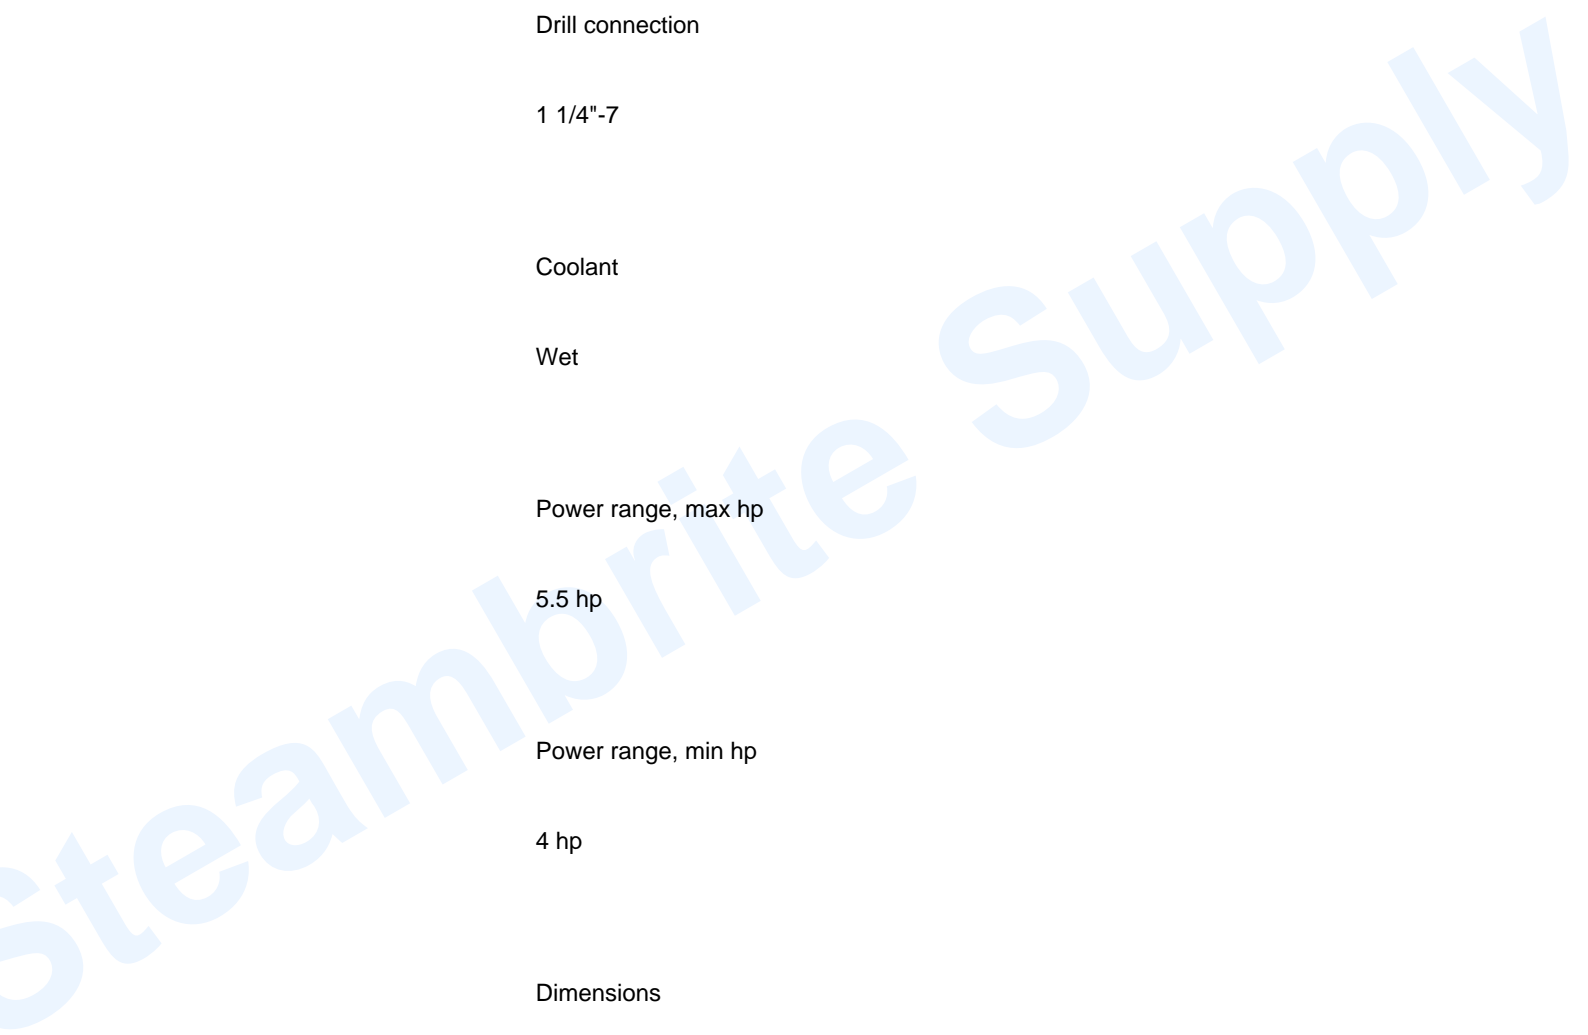 Drill connection
1 1/4"-7
Coolant
Wet
Power range, max hp
5.5 hp
Power range, min hp
4 hp
Dimensions
Steambrite Supply